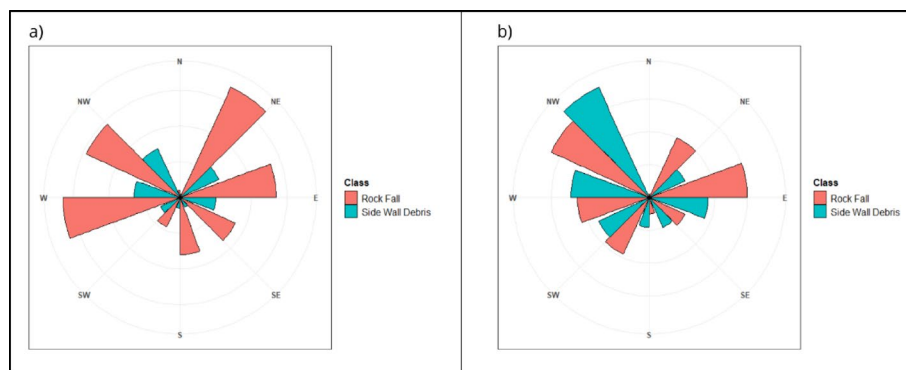 a)
N
NW
NE
W
E
SW
SE
S
Class
Rock Fall
Side Wall Debris
b)
N
NW
NE
W
E
SW
SE
S
Class
Rock Fall
Side Wall Debris